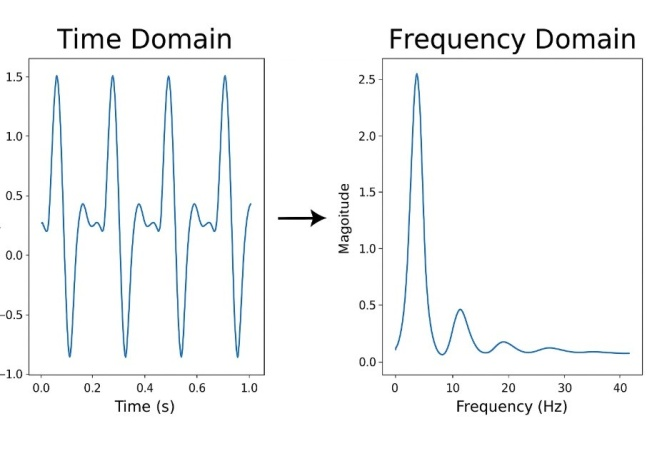 Time Domain
1.5
1.0
0.5
0.0
−0.5
−1.0
0.0 0.2 0.4 0.6 0.8 1.0
Time (s)
Frequency Domain
Magoitude
2.5
2.0
1.5
1.0
0.5
0.0
0 10 20 30 40
Frequency (Hz)